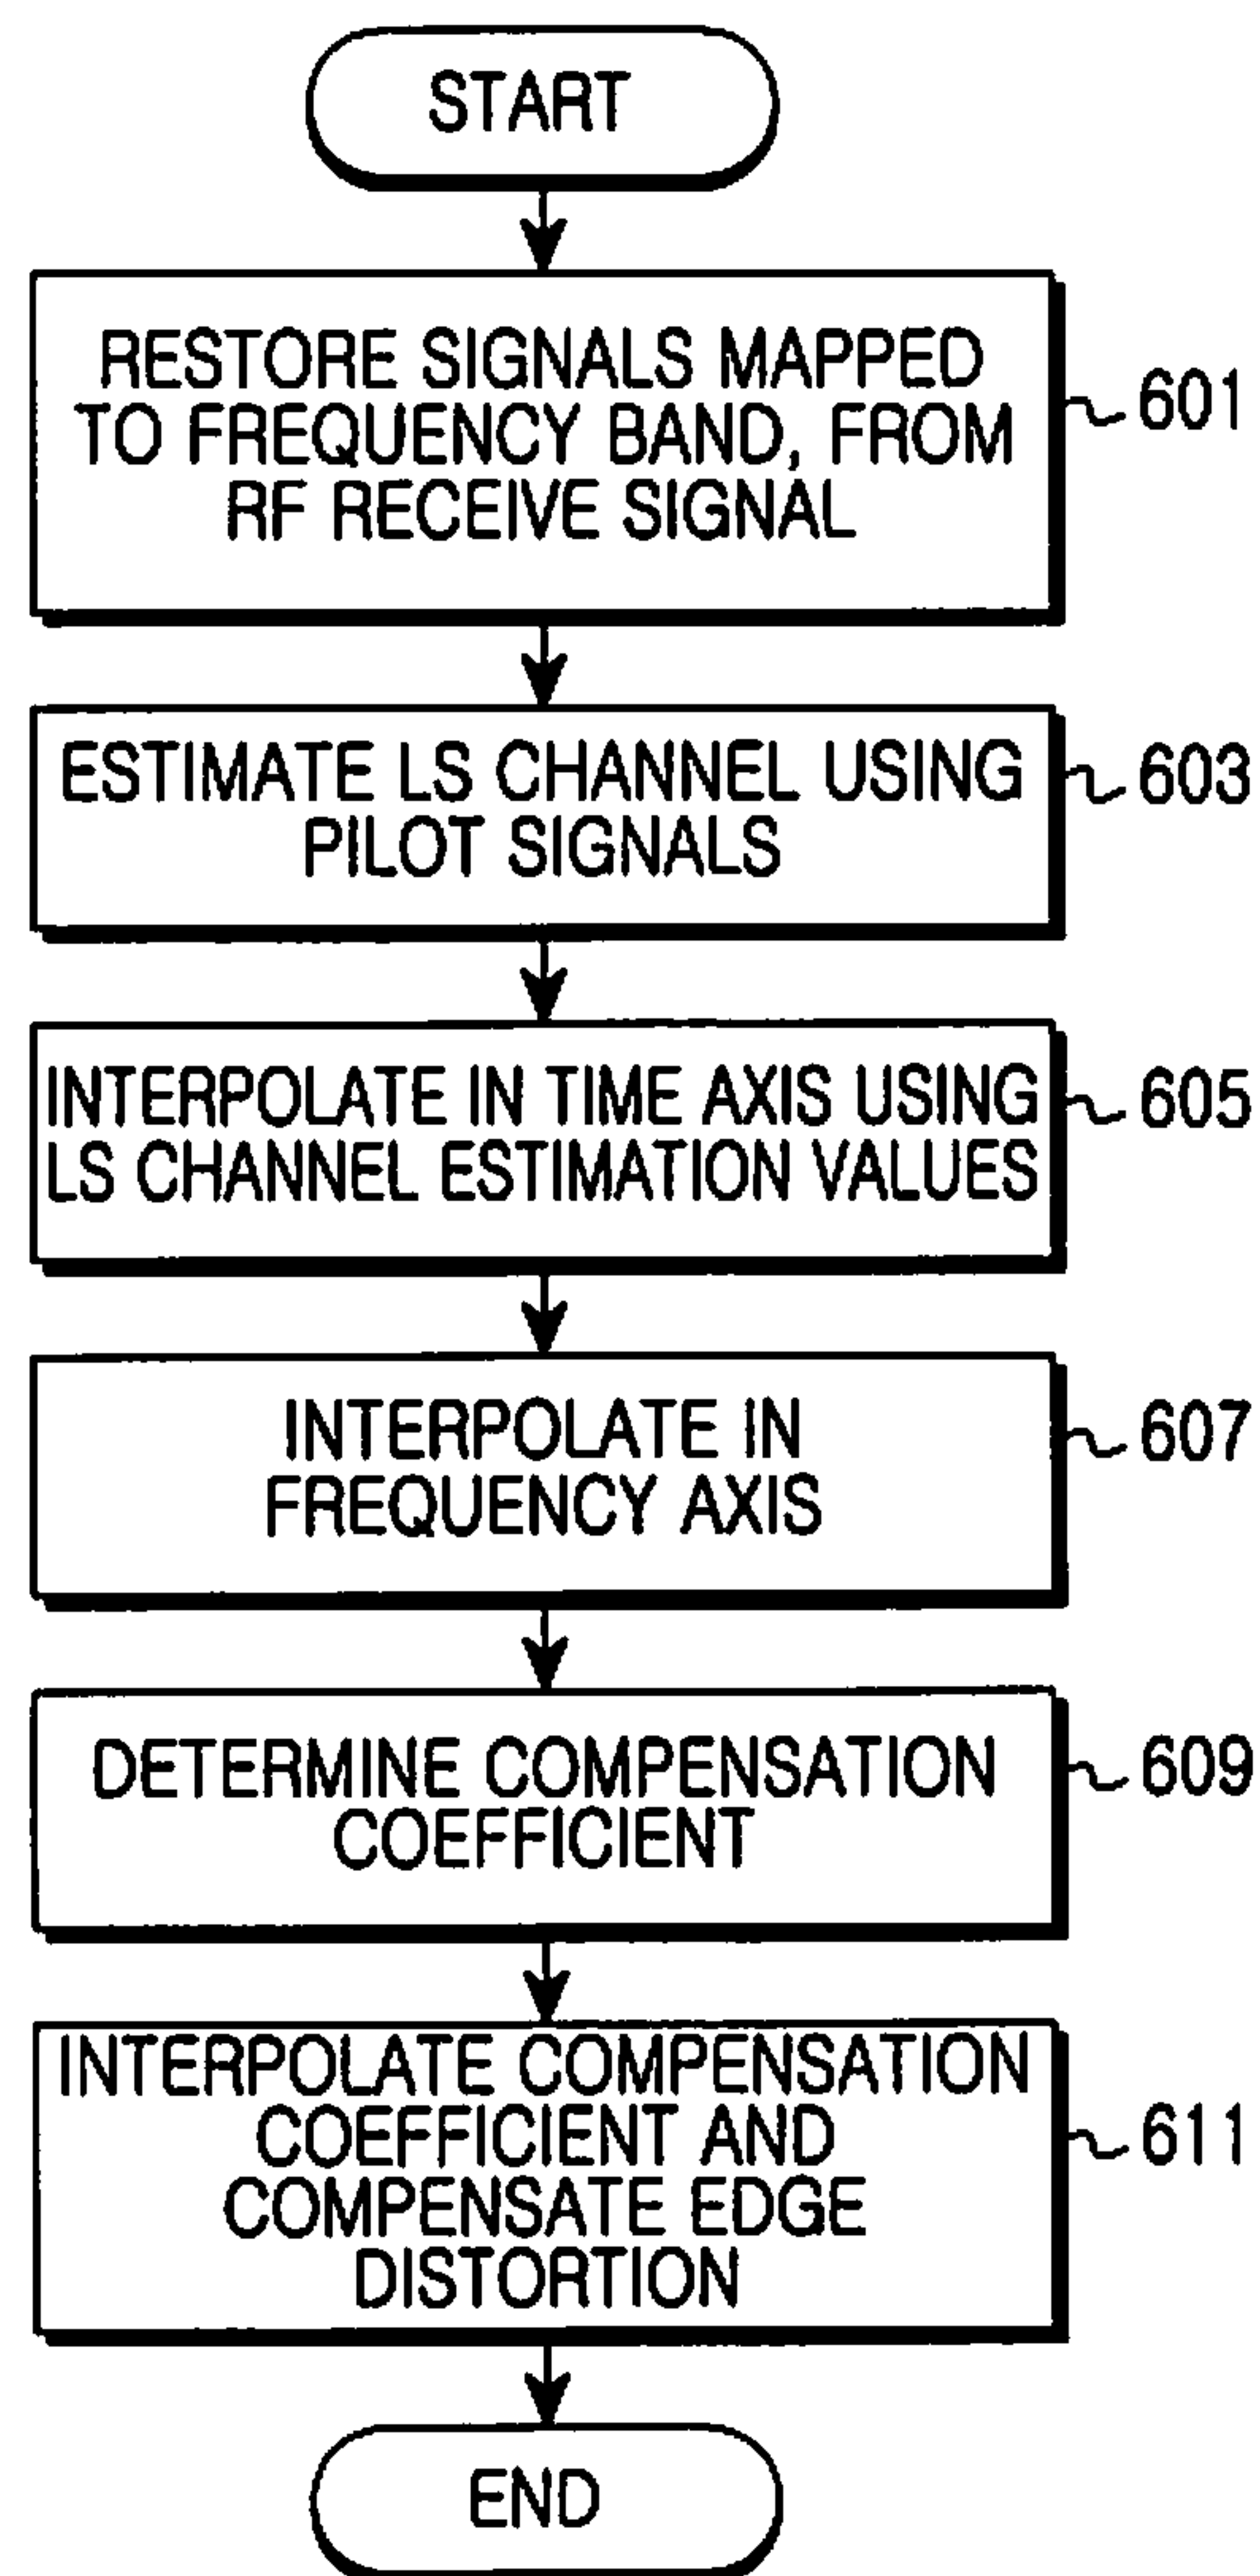 START
RESTORE SIGNALS MAPPED
TO FREQUENCY BAND, FROM
RF RECEIVE SIGNAL
601
ESTIMATE LS CHANNEL USING
PILOT SIGNALS
603
INTERPOLATE IN TIME AXIS USING
LS CHANNEL ESTIMATION VALUES
605
INTERPOLATE IN
FREQUENCY AXIS
607
DETERMINE COMPENSATION
COEFFICIENT
609
INTERPOLATE COMPENSATION
COEFFICIENT AND
COMPENSATE EDGE
DISTORTION
611
END